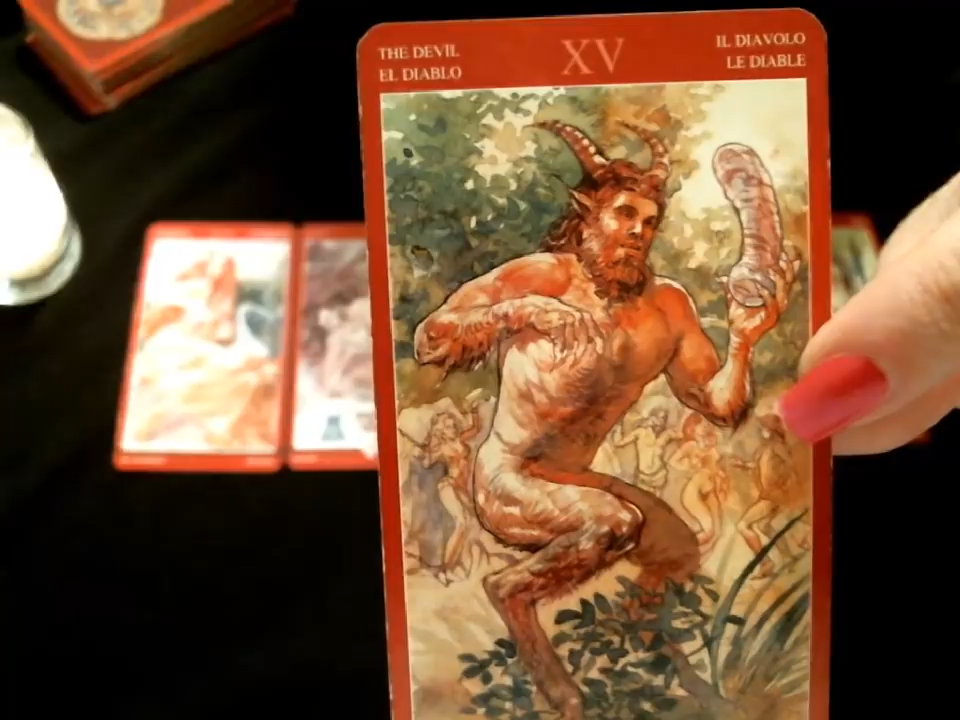 THE DEVIL
EL DIABLO
XV
IL DIAVOLO
LE DIABLE